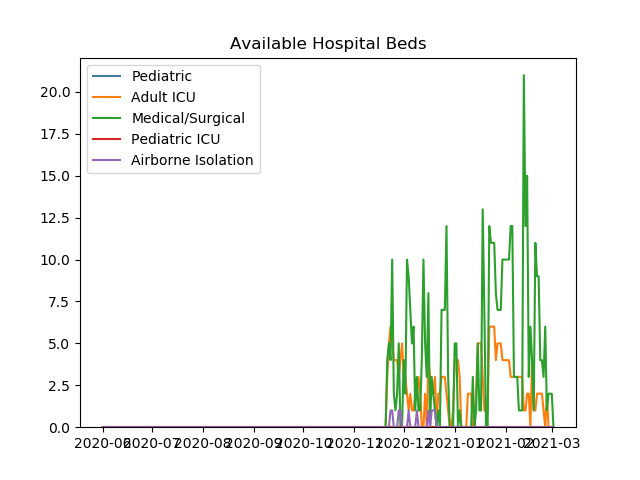 Available Hospital Beds
Pediatric
Adult ICU
Medical/Surgical
Pediatric ICU
Airborne Isolation
20.0
17.5
15.0
12.5
10.0
7.5
5.0
2.5
0.0
2020-06 2020-07 2020-08 2020-09 2020-10 2020-11 2020-12 2021-01 2021-02 2021-03